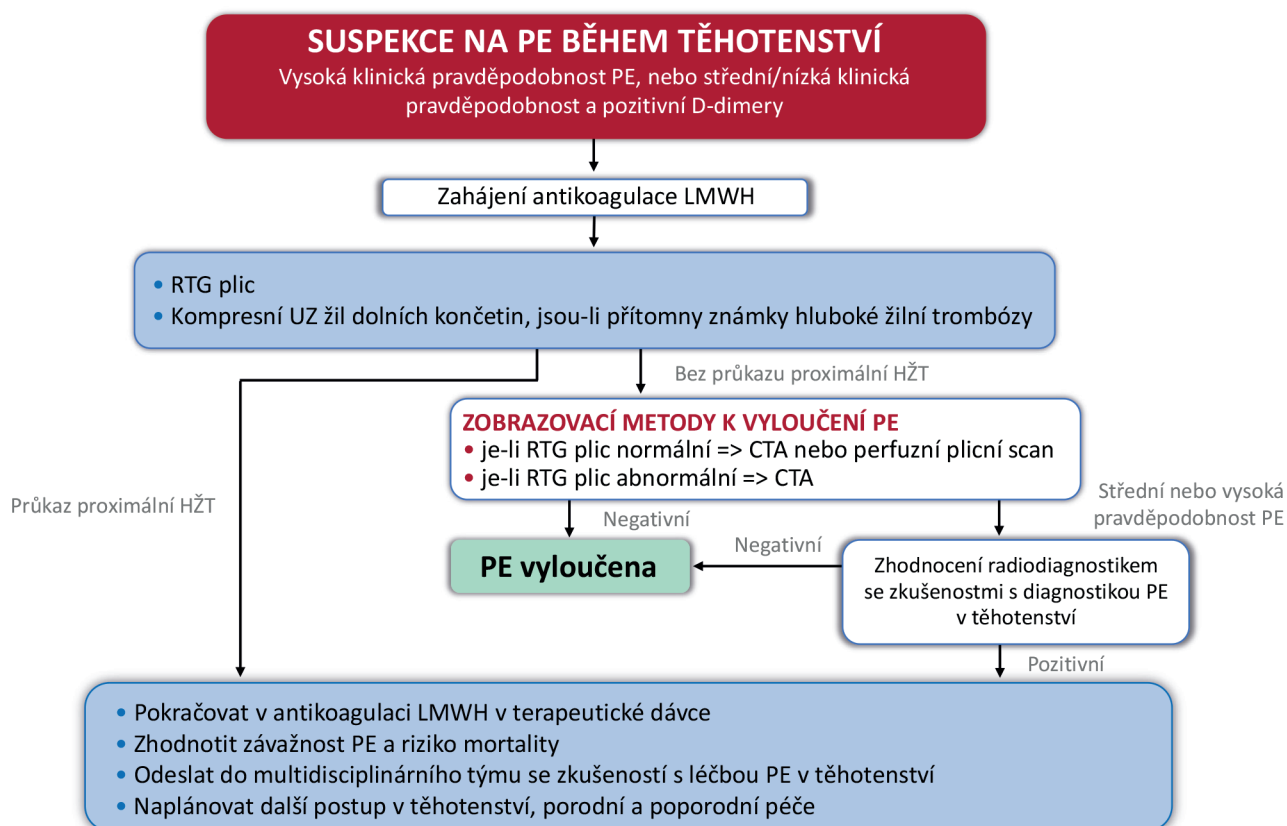 SUSPEKCE NA PE BĚHEM TĚHOTENSTVÍ
Vysoká klinická pravděpodobnost PE, nebo střední/nízká klinická
pravděpodobnost a pozitivní D-dimery
Zahájení antikoagulace LMWH
• RTG plic
• Kompresní UZ žil dolních končetin, jsou-li přítomny známky hluboké žilní trombózy
Bez průkazu proximální HŽT
ZOBRAZOVACÍ METODY K VYLOUČENÍ PE
• je-li RTG plic normální => CTA nebo perfuzní plicní scan
• je-li RTG plic abnormální => CTA
Průkaz proximální HŽT
Střední nebo vysoká
pravděpodobnost PE
Negativní
Negativní
PE vyloučena
Zhodnocení radiodiagnostikem
se zkušenostmi s diagnostikou PE
v těhotenství
Pozitivní
• Pokračovat v antikoagulaci LMWH v terapeutické dávce
• Zhodnotit závažnost PE a riziko mortality
• Odeslat do multidisciplinárního týmu se zkušeností s léčbou PE v těhotenství
• Naplánovat další postup v těhotenství, porodní a poporodní péče